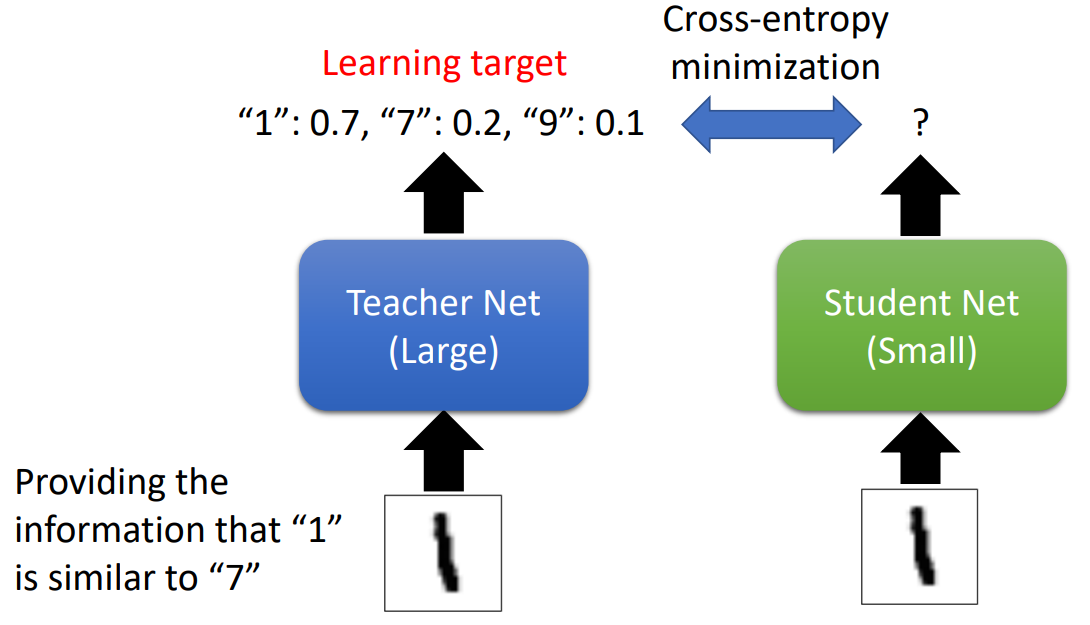 Cross-entropy
minimization
Learning target
“1”: 0.7, “7”: 0.2, “9”: 0.1
?
Teacher Net
(Large)
Student Net
(Small)
Providing the
information that “1”
is similar to “7”